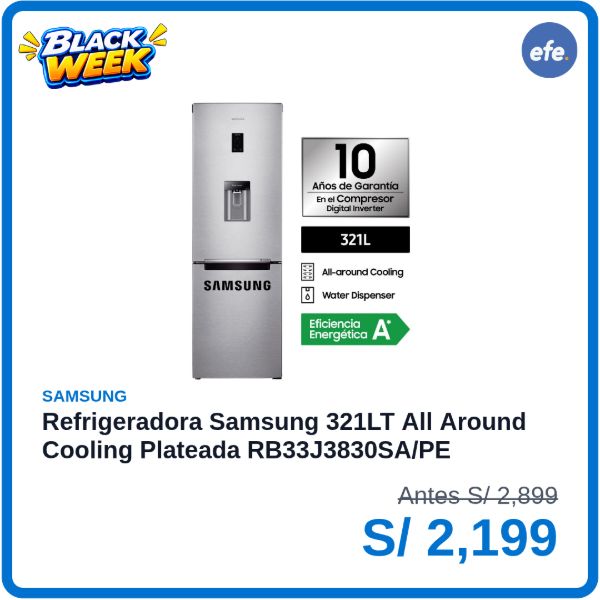 BLACK
WEEK
efe.
10
Años de Garantía
En el Compresor
Digital Inverter
321L
All-around Cooling
Water Dispenser
Eficiencia
Energética A*
SAMSUNG
SAMSUNG
Refrigeradora Samsung 321LT All Around
Cooling Plateada RB33J3830SA/PE
Antes S/ 2,899
S/ 2,199